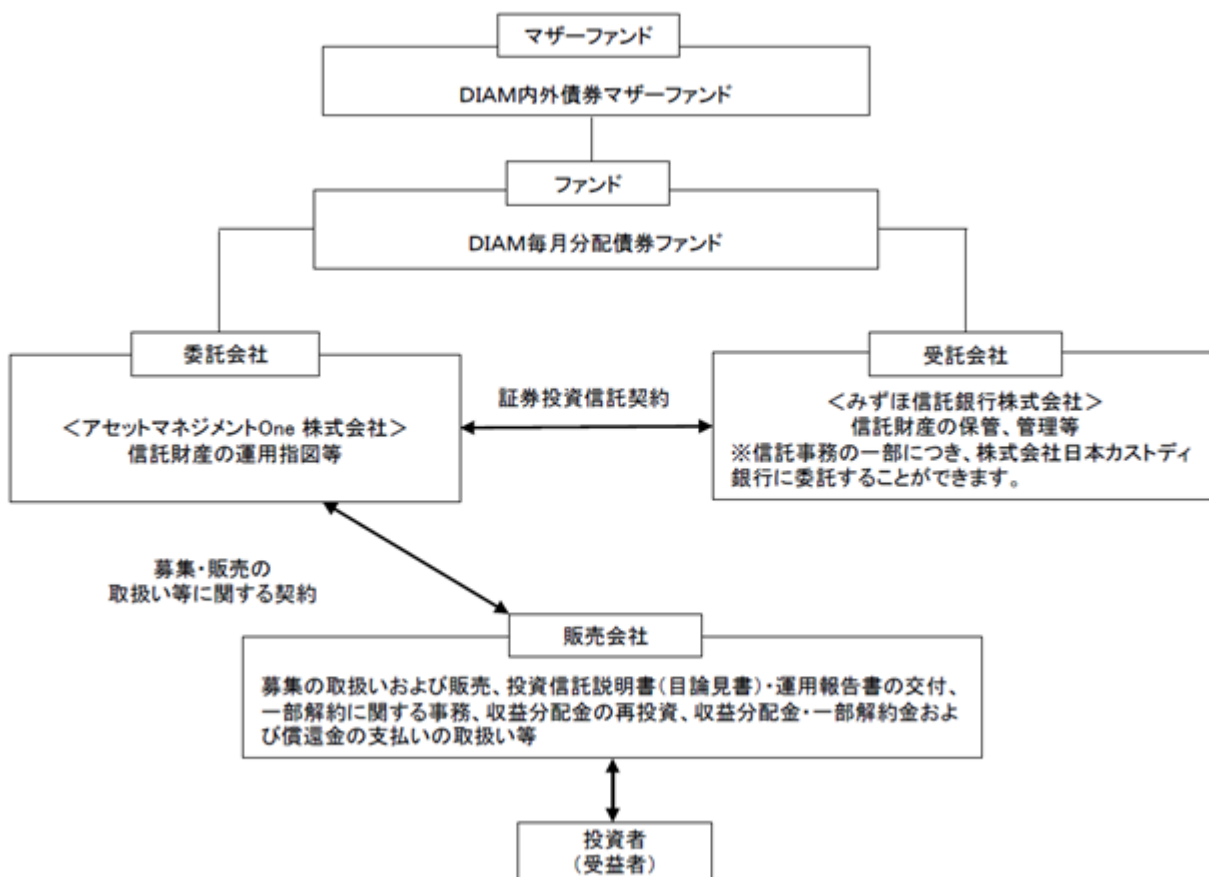 マザーファンド
DIAM内外債券マザーファンド
ファンド
DIAM毎月分配債券ファンド
委託会社
<アセットマネジメントOne 株式会社>
信託財産の運用指図等
証券投資信託契約
受託会社
<みずほ信託銀行株式会社>
信託財産の保管、管理等
※信託事務の一部につき、株式会社日本カストディ
銀行に委託することができます。
募集・販売の
取扱い等に関する契約
販売会社
募集の取扱いおよび販売、投資信託説明書(目論見書)・運用報告書の交付、
一部解約に関する事務、収益分配金の再投資、収益分配金・一部解約金およ
び償還金の支払いの取扱い等
投資者
(受益者)